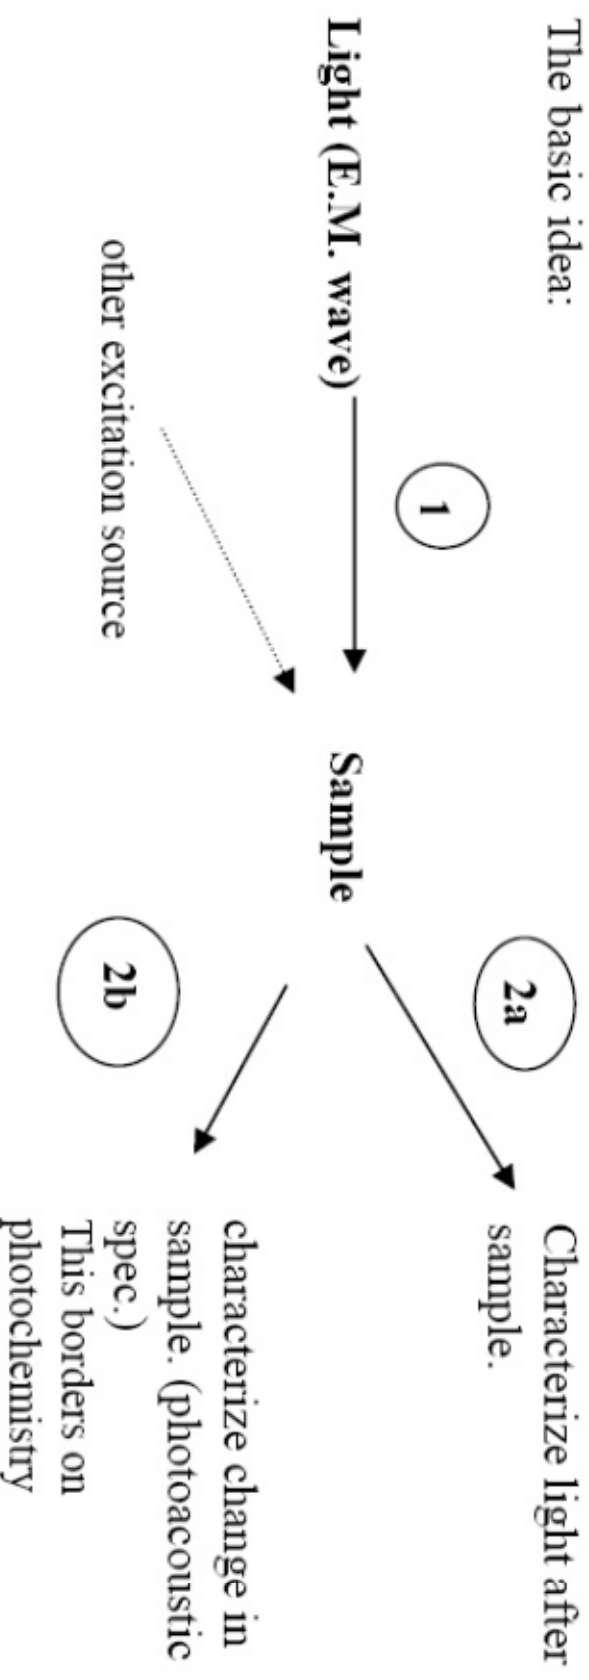 The basic idea:
1
Light (E.M. wave)
Sample
other excitation source
2a
Characterize light after
sample.
2b
characterize change in
sample. (photoacoustic
spec.)
This borders on
photochemistry